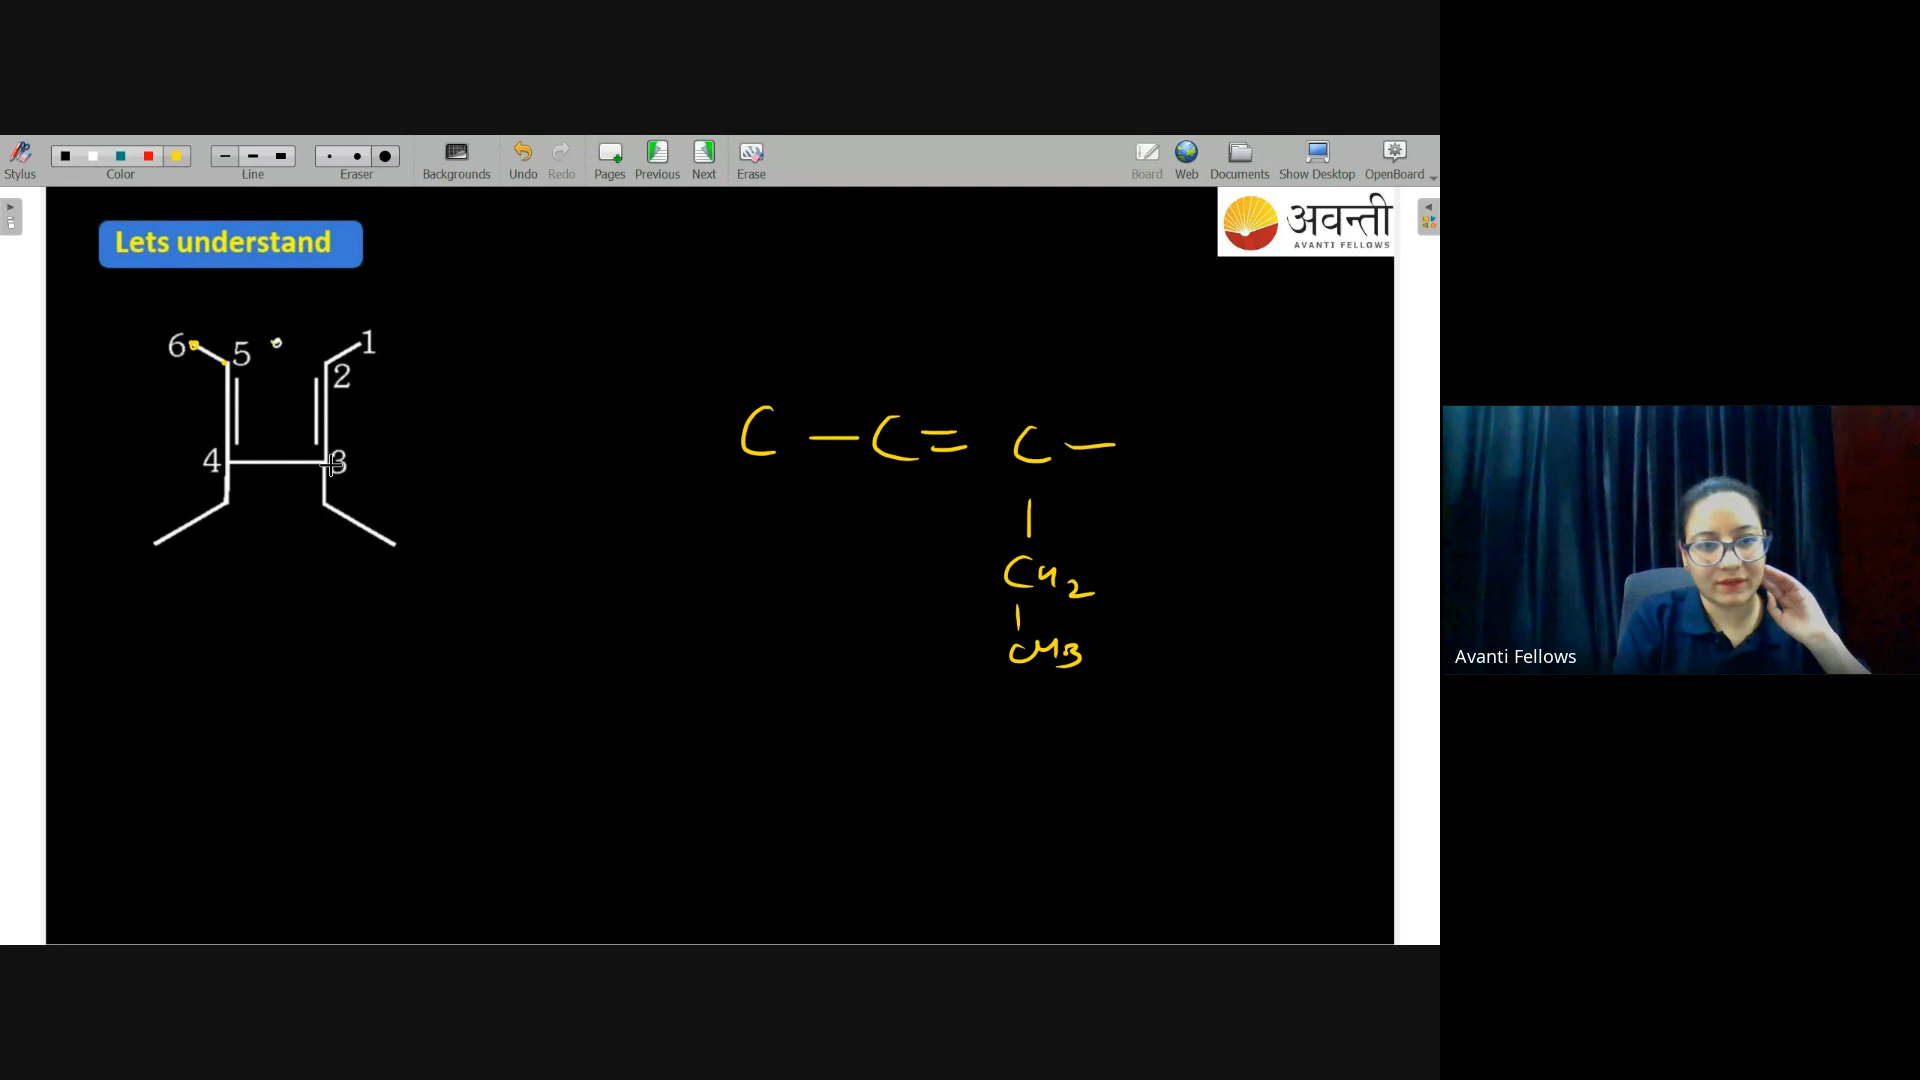 Stylus Color Line Eraser Backgrounds Undo Redo Pages Previous Next Erase Board Web Documents Show Desktop OpenBoard
अवन्ती
AVANTI FELLOWS
Lets understand
6 5 1
2
4 3
C — C = C —
|
CH2
|
CH3
Avanti Fellows